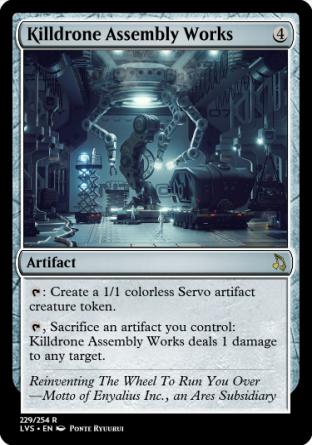 Killdrone Assembly Works 4
Artifact
: Create a 1/1 colorless Servo artifact
creature token.
, Sacrifice an artifact you control:
Killdrone Assembly Works deals 1 damage
to any target.
Reinventing The Wheel To Run You Over
—Motto of Enyalius Inc., an Ares Subsidiary
229/254 R
LVS • EN Ponte Ryuurui